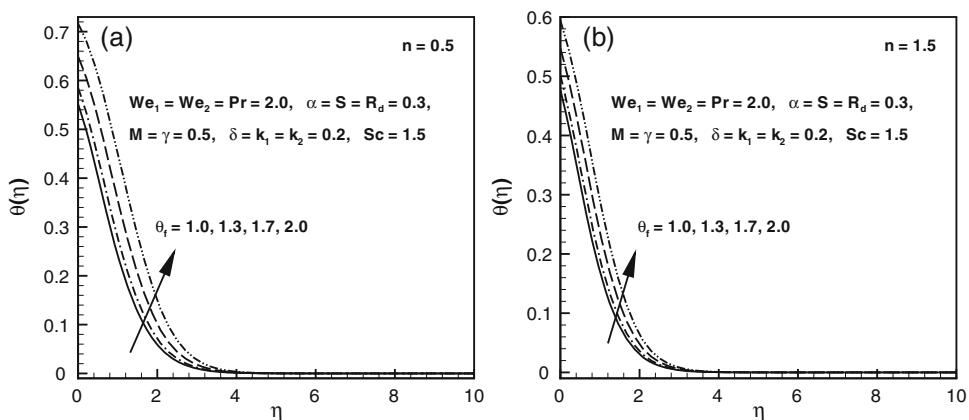 (a)
n = 0.5
We₁ = We₂ = Pr = 2.0, α = S = R_d = 0.3,
M = γ = 0.5, δ = k₁ = k₂ = 0.2, Sc = 1.5
θ_f = 1.0, 1.3, 1.7, 2.0
θ(η)
0.7
0.6
0.5
0.4
0.3
0.2
0.1
0
0 2 4 6 8 10
η
(b)
n = 1.5
We₁ = We₂ = Pr = 2.0, α = S = R_d = 0.3,
M = γ = 0.5, δ = k₁ = k₂ = 0.2, Sc = 1.5
θ_f = 1.0, 1.3, 1.7, 2.0
θ(η)
0.6
0.5
0.4
0.3
0.2
0.1
0
0 2 4 6 8 10
η